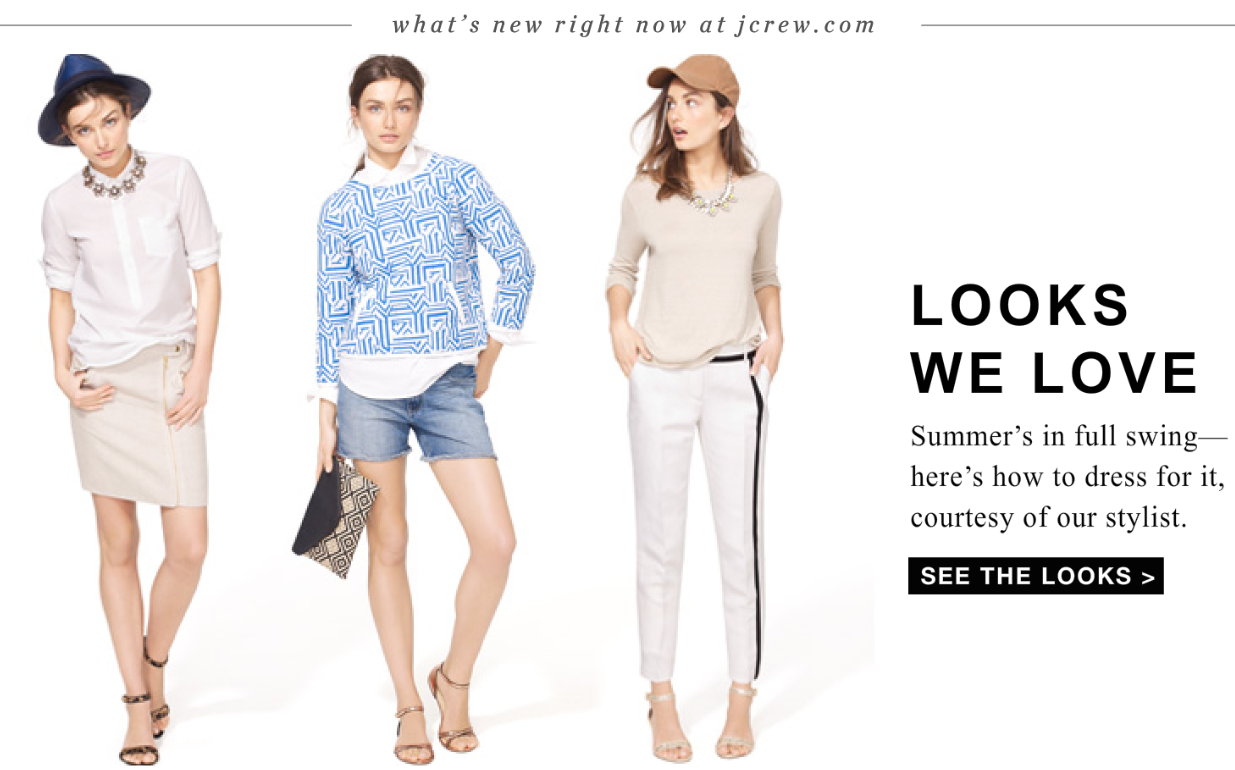 what's new right now at jcrew.com
LOOKS
WE LOVE
Summer's in full swing—
here's how to dress for it,
courtesy of our stylist.
SEE THE LOOKS >